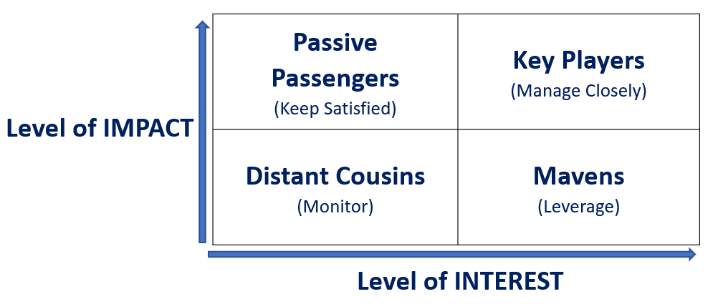 Passive
Passengers
(Keep Satisfied)
Key Players
(Manage Closely)
Level of IMPACT
Distant Cousins
(Monitor)
Mavens
(Leverage)
Level of INTEREST